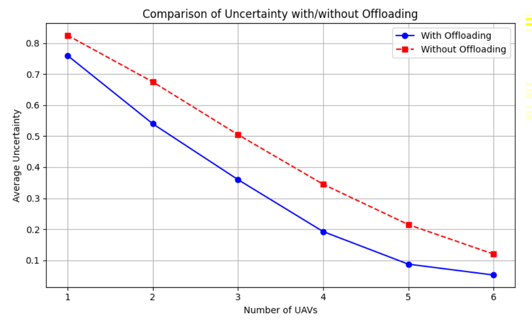 Comparison of Uncertainty with/without Offloading
With Offloading
Without Offloading
Average Uncertainty
0.8
0.7
0.6
0.5
0.4
0.3
0.2
0.1
1 2 3 4 5 6
Number of UAVs